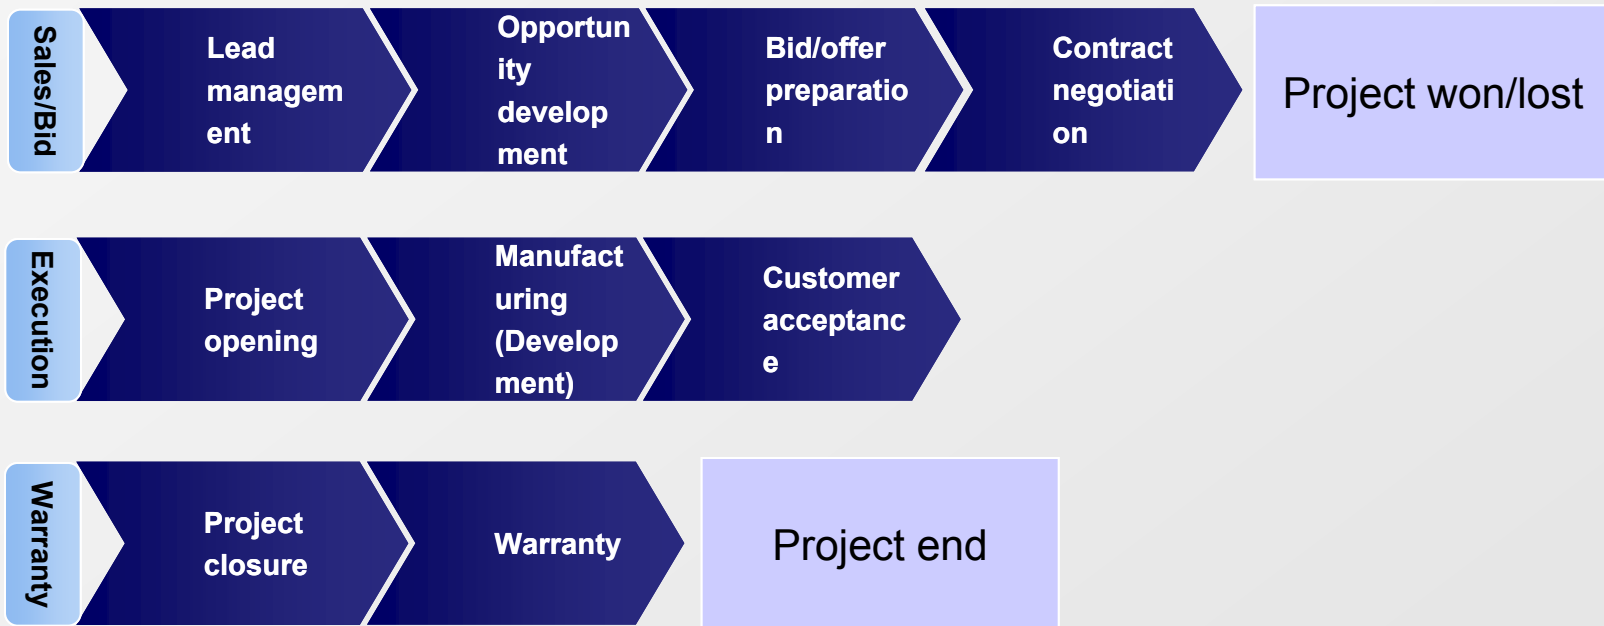 Sales/Bid
Lead
managem
ent
Opportun
ity
develop
ment
Bid/offer
preparatio
n
Contract
negotiati
on
Project won/lost
Execution
Project
opening
Manufact
uring
(Develop
ment)
Customer
acceptanc
e
Warranty
Project
closure
Warranty
Project end